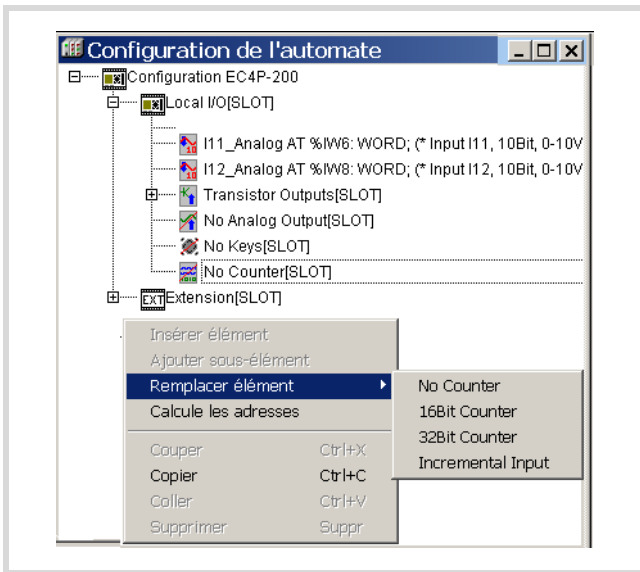 Configuration de l'automate
Configuration EC4P-200
Local I/O[SLOT]
I11_Analog AT %IW6: WORD; (* Input I11, 10Bit, 0-10V
I12_Analog AT %IW8: WORD; (* Input I12, 10Bit, 0-10V
Transistor Outputs[SLOT]
No Analog Output[SLOT]
No Keys[SLOT]
No Counter[SLOT]
EXT Extension[SLOT]
Insérer élément
Ajouter sous-élément
Remplacer élément
Calcule les adresses
Couper Ctrl+X
Copier Ctrl+C
Coller Ctrl+V
Supprimer Suppr
No Counter
16Bit Counter
32Bit Counter
Incremental Input